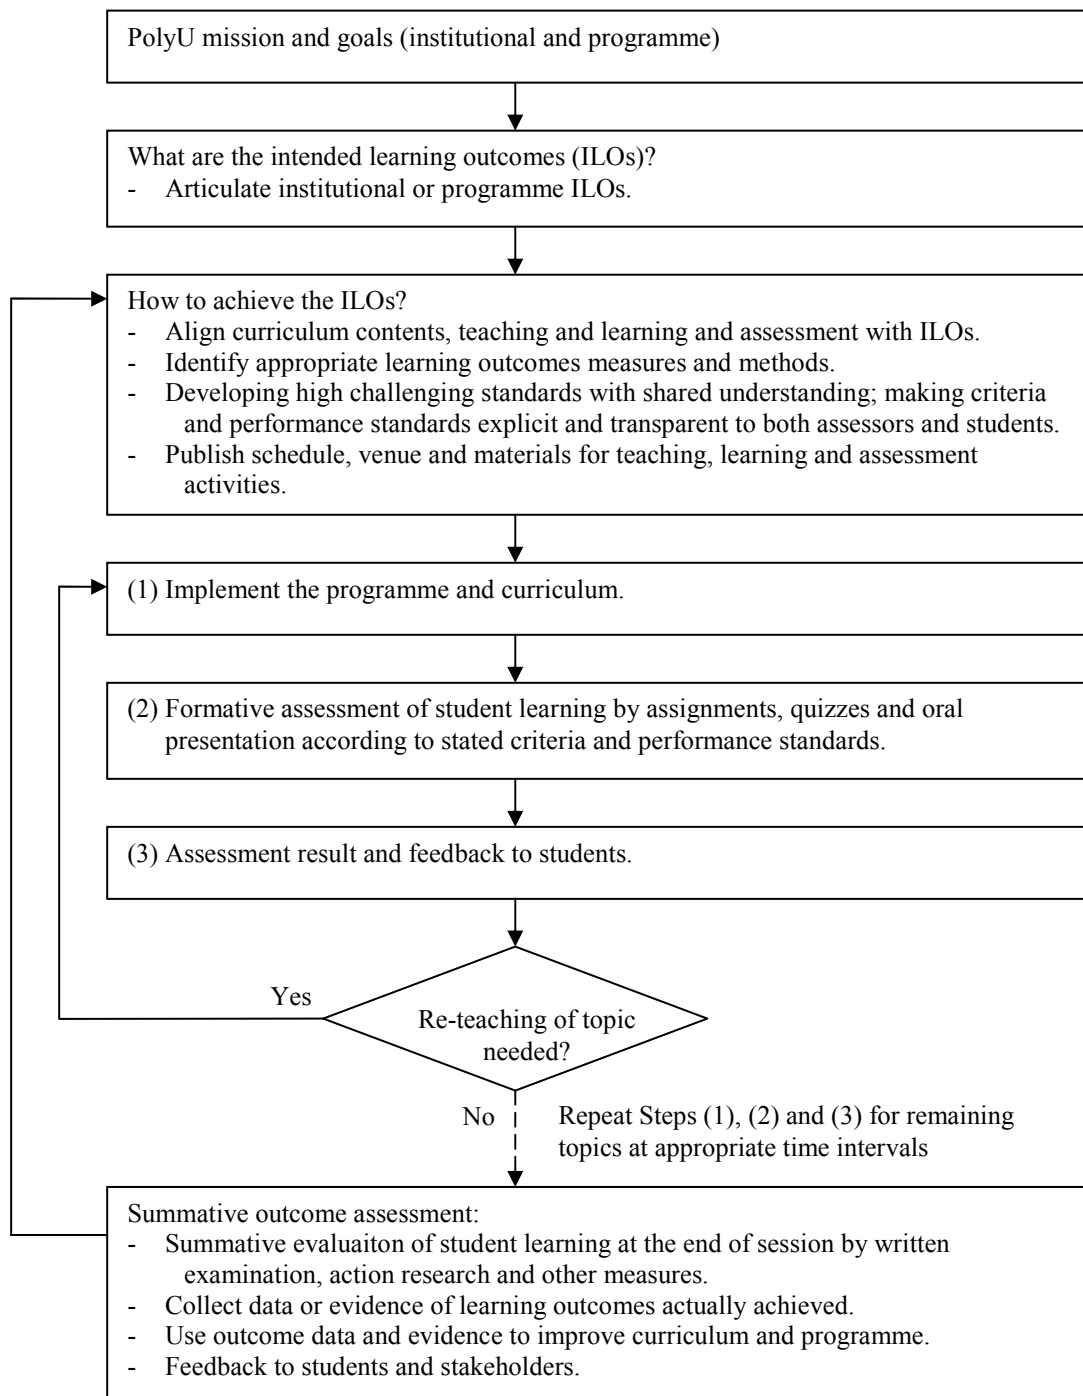 PolyU mission and goals (institutional and programme)
What are the intended learning outcomes (ILOs)?
- Articulate institutional or programme ILOs.
How to achieve the ILOs?
- Align curriculum contents, teaching and learning and assessment with ILOs.
- Identify appropriate learning outcomes measures and methods.
- Developing high challenging standards with shared understanding; making criteria
and performance standards explicit and transparent to both assessors and students.
- Publish schedule, venue and materials for teaching, learning and assessment
activities.
(1) Implement the programme and curriculum.
(2) Formative assessment of student learning by assignments, quizzes and oral
presentation according to stated criteria and performance standards.
(3) Assessment result and feedback to students.
Yes
Re-teaching of topic
needed?
No
Repeat Steps (1), (2) and (3) for remaining
topics at appropriate time intervals
Summative outcome assessment:
- Summative evaluaiton of student learning at the end of session by written
examination, action research and other measures.
- Collect data or evidence of learning outcomes actually achieved.
- Use outcome data and evidence to improve curriculum and programme.
- Feedback to students and stakeholders.